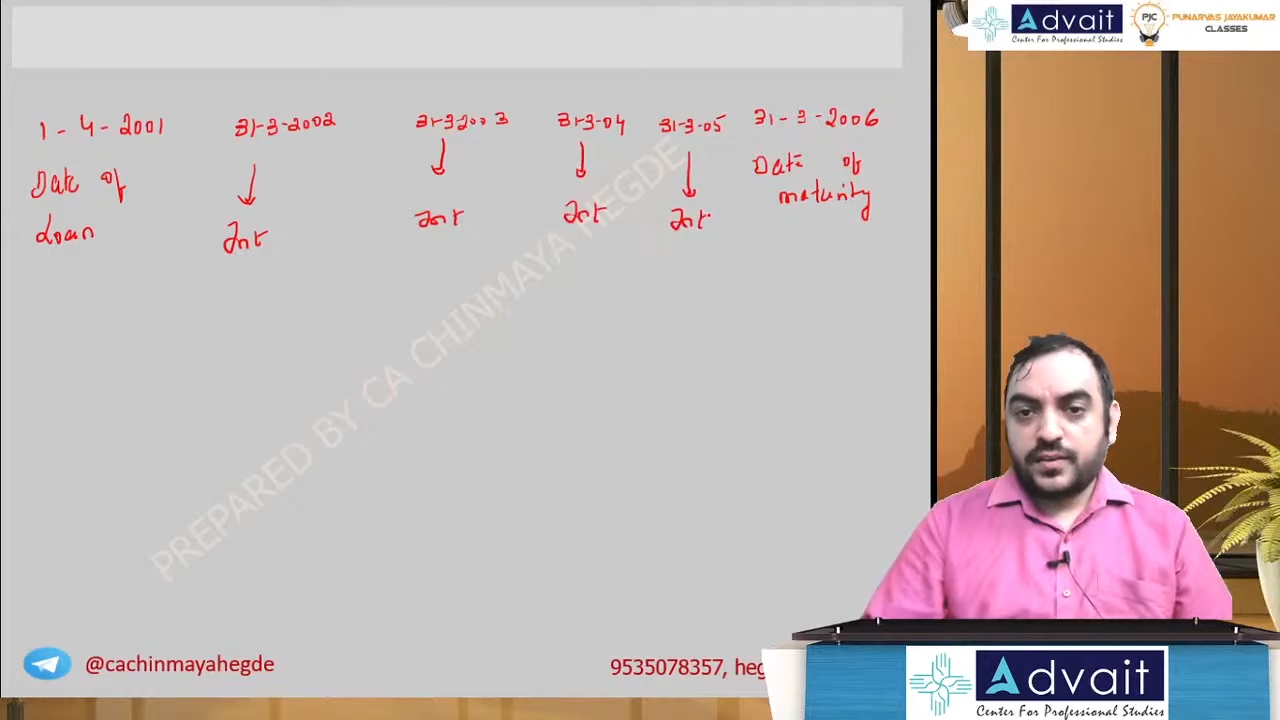 Advait
Center For Professional Studies
PJC
PUNARVAS JAYAKUMAR
CLASSES
1-4-2001 31-3-2002 31-3-2003 31-3-04 31-3-05 31-3-2006
Date of
Loan
Int
Int
Int
Int
Date of
maturity
PREPARED BY CA CHINMAYA HEGDE
@cachinmayahegde
9535078357, heg
Advait
Center For Professional Studies